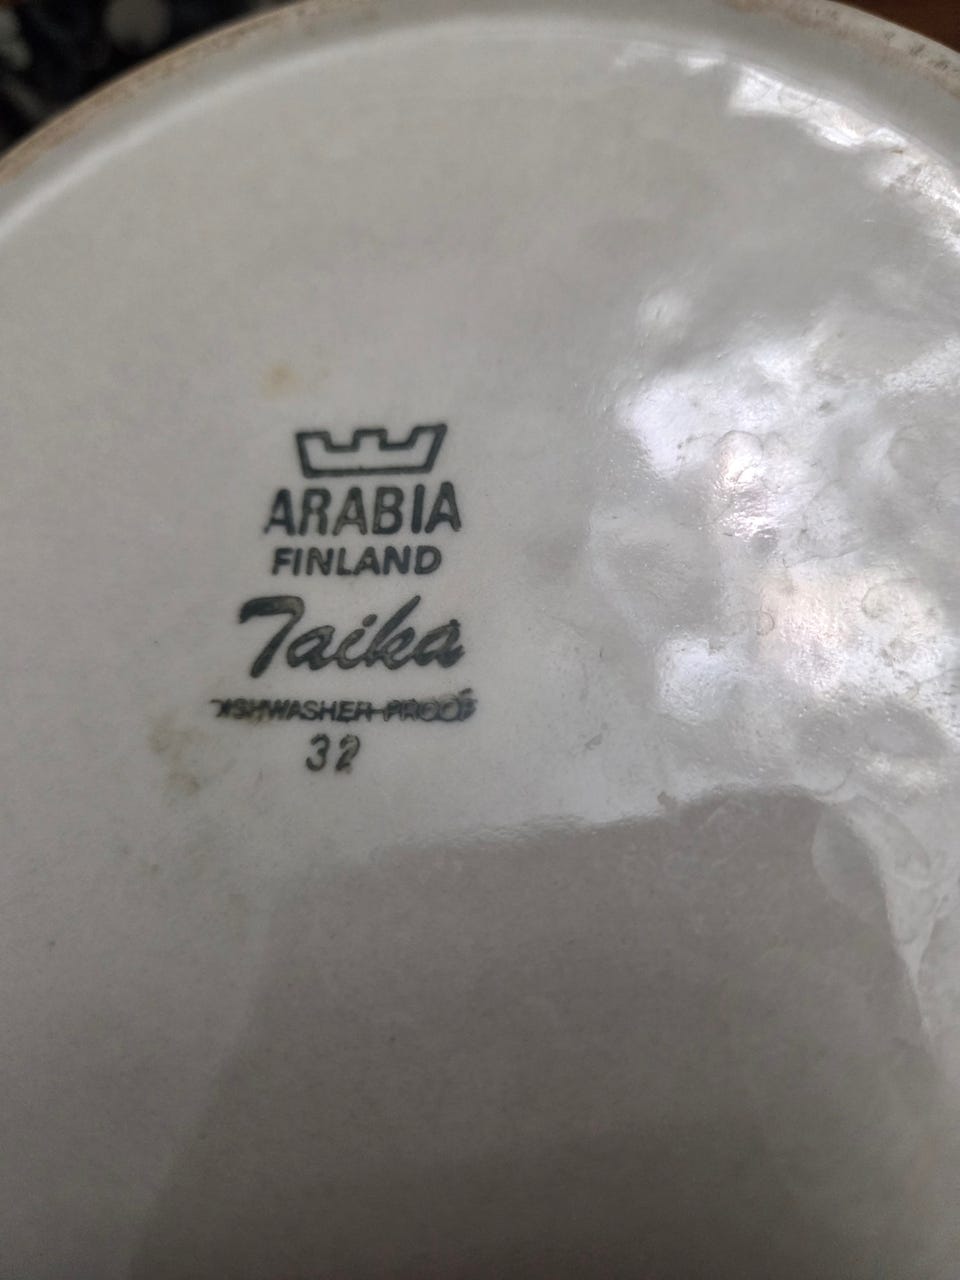 ARABIA
FINLAND
Taika
DISHWASHER PROOF
32